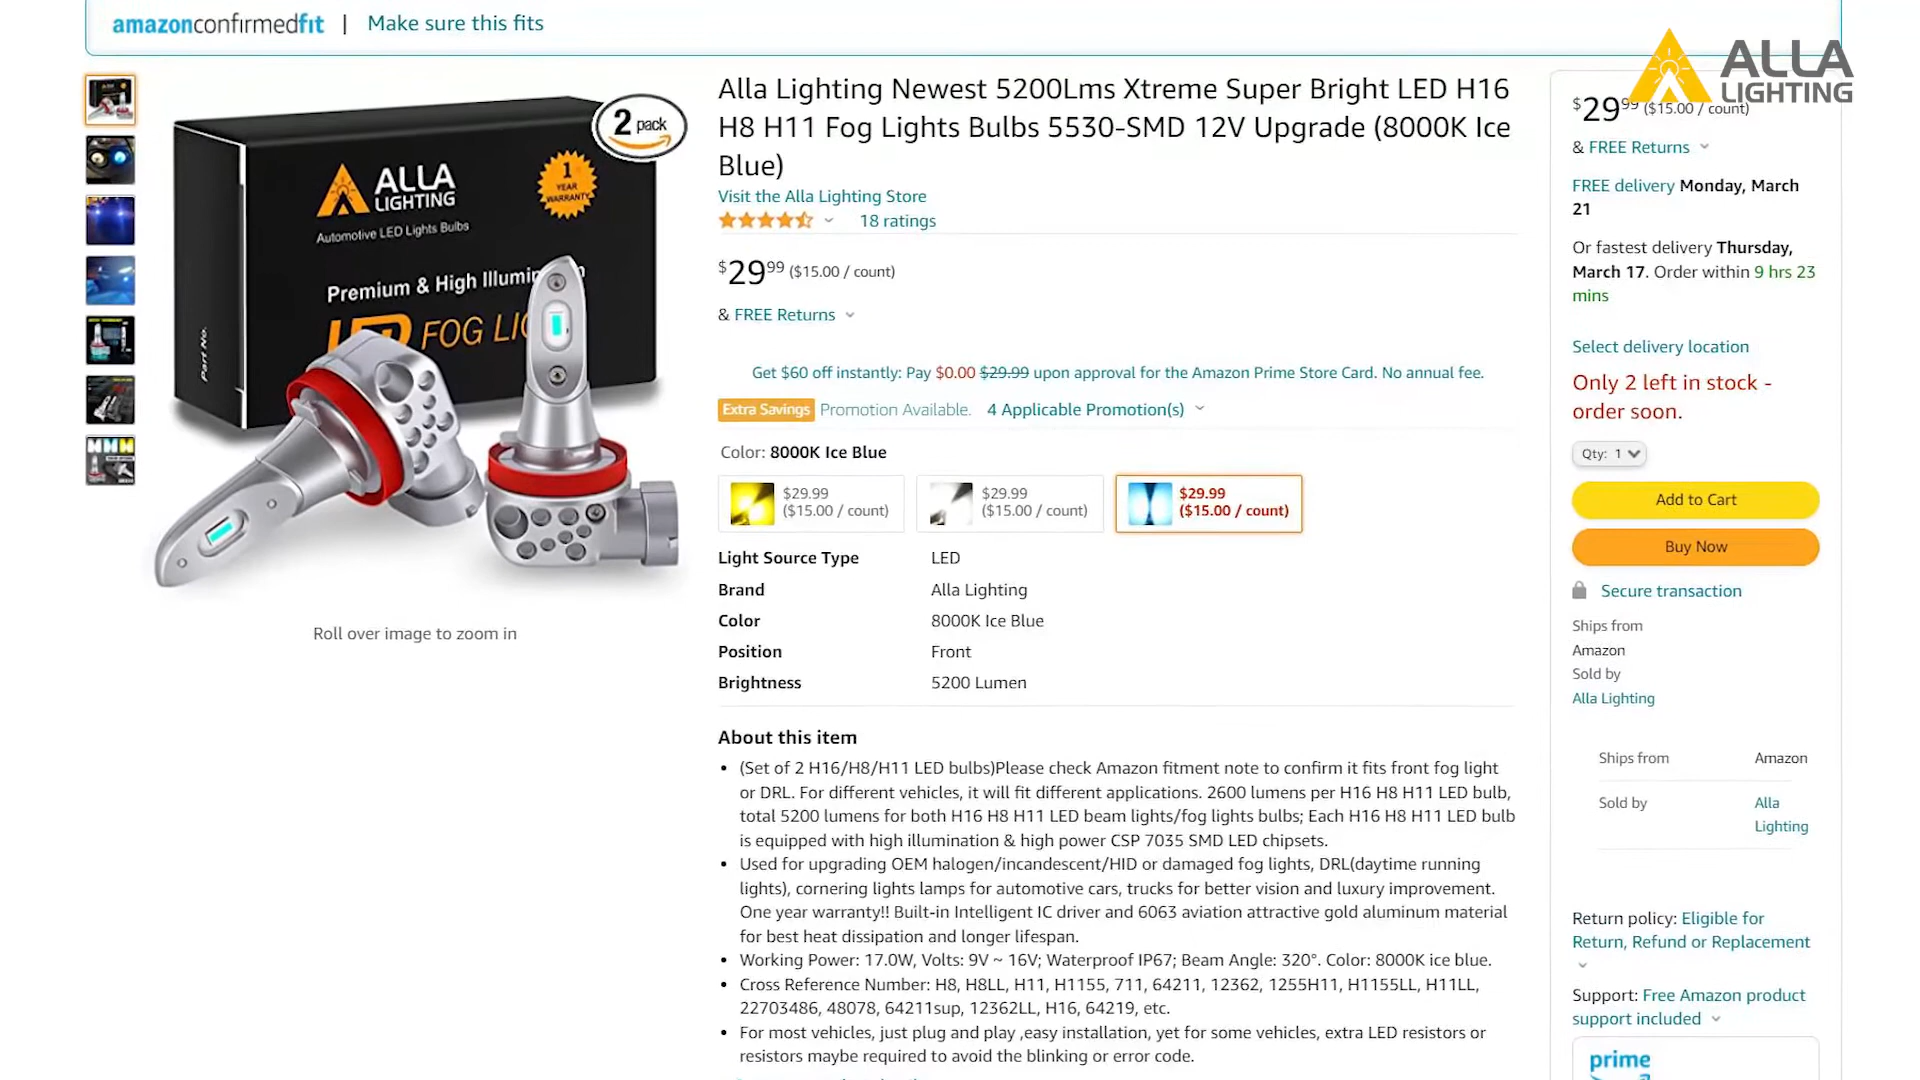 amazonconfirmedfit | Make sure this fits
ALLA
LIGHTING
2 pack
ALLA
LIGHTING
Automotive LED Lights Bulbs
1
YEAR
WARRANTY
Premium & High Illumin
LED FOG LIG
Part No.
Roll over image to zoom in
Alla Lighting Newest 5200Lms Xtreme Super Bright LED H16
H8 H11 Fog Lights Bulbs 5530-SMD 12V Upgrade (8000K Ice
Blue)
Visit the Alla Lighting Store
18 ratings
$29.99 ($15.00 / count)
& FREE Returns
Get $60 off instantly: Pay $0.00 $29.99 upon approval for the Amazon Prime Store Card. No annual fee.
Extra Savings Promotion Available. 4 Applicable Promotion(s)
Color: 8000K Ice Blue
$29.99
($15.00 / count)
$29.99
($15.00 / count)
$29.99
($15.00 / count)
Light Source Type LED
Brand Alla Lighting
Color 8000K Ice Blue
Position Front
Brightness 5200 Lumen
About this item
• (Set of 2 H16/H8/H11 LED bulbs)Please check Amazon fitment note to confirm it fits front fog light
or DRL. For different vehicles, it will fit different applications. 2600 lumens per H16 H8 H11 LED bulb,
total 5200 lumens for both H16 H8 H11 LED beam lights/fog lights bulbs; Each H16 H8 H11 LED bulb
is equipped with high illumination & high power CSP 7035 SMD LED chipsets.
• Used for upgrading OEM halogen/incandescent/HID or damaged fog lights, DRL(daytime running
lights), cornering lights lamps for automotive cars, trucks for better vision and luxury improvement.
One year warranty!! Built-in Intelligent IC driver and 6063 aviation attractive gold aluminum material
for best heat dissipation and longer lifespan.
• Working Power: 17.0W, Volts: 9V ~ 16V; Waterproof IP67; Beam Angle: 320°. Color: 8000K ice blue.
• Cross Reference Number: H8, H8LL, H11, H1155, 711, 64211, 12362, 1255H11, H1155LL, H11LL,
22703486, 48078, 64211sup, 12362LL, H16, 64219, etc.
• For most vehicles, just plug and play ,easy installation, yet for some vehicles, extra LED resistors or
resistors maybe required to avoid the blinking or error code.
$29.99 ($15.00 / count)
& FREE Returns
FREE delivery Monday, March
21
Or fastest delivery Thursday,
March 17. Order within 9 hrs 23
mins
Select delivery location
Only 2 left in stock -
order soon.
Qty: 1
Add to Cart
Buy Now
Secure transaction
Ships from
Amazon
Sold by
Alla Lighting
Ships from Amazon
Sold by Alla
Lighting
Return policy: Eligible for
Return, Refund or Replacement
Support: Free Amazon product
support included
prime